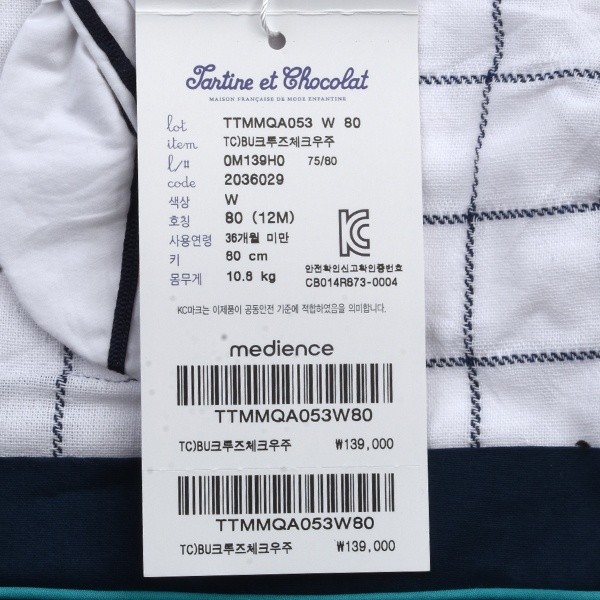 Tartine et Chocolat
MAISON FRANÇAISE DE MODE ENFANTINE
lot TTMMQA053 W 80
item TC)BU크루즈체크우주
l/# 0M139H0 75/80
code 2036029
색상 W
호칭 80 (12M)
사용연령 36개월 미만
키 80 cm
몸무게 10.8 kg
안전확인신고확인증번호
CB014R873-0004
KC마크는 이제품이 공동안전 기준에 적합하였음을 의미합니다.
medience
TTMMQA053W80
TC)BU크루즈체크우주 ₩139,000
TTMMQA053W80
TC)BU크루즈체크우주 ₩139,000